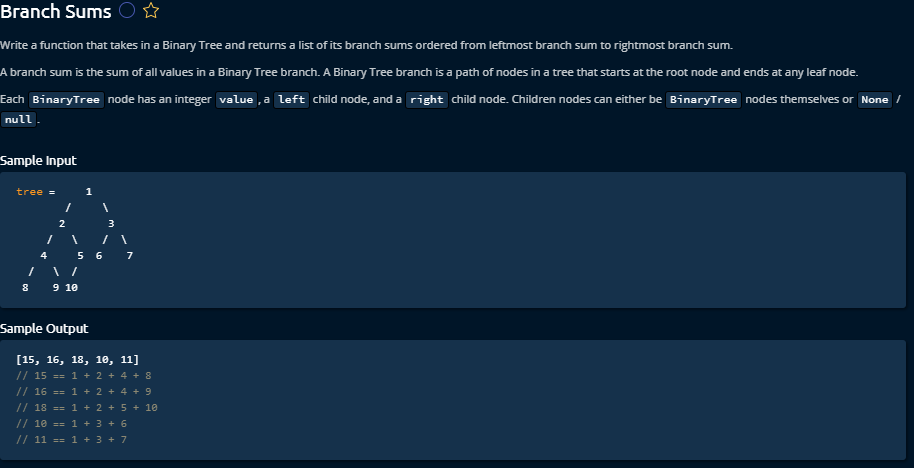 Branch Sums
Write a function that takes in a Binary Tree and returns a list of its branch sums ordered from leftmost branch sum to rightmost branch sum.
A branch sum is the sum of all values in a Binary Tree branch. A Binary Tree branch is a path of nodes in a tree that starts at the root node and ends at any leaf node.
Each BinaryTree node has an integer value , a left child node, and a right child node. Children nodes can either be BinaryTree nodes themselves or None /
null .
Sample Input
tree =     1
        /     \
       2       3
     /   \   /  \
    4     5 6    7
  /   \  /
 8    9 10
Sample Output
[15, 16, 18, 10, 11]
// 15 == 1 + 2 + 4 + 8
// 16 == 1 + 2 + 4 + 9
// 18 == 1 + 2 + 5 + 10
// 10 == 1 + 3 + 6
// 11 == 1 + 3 + 7